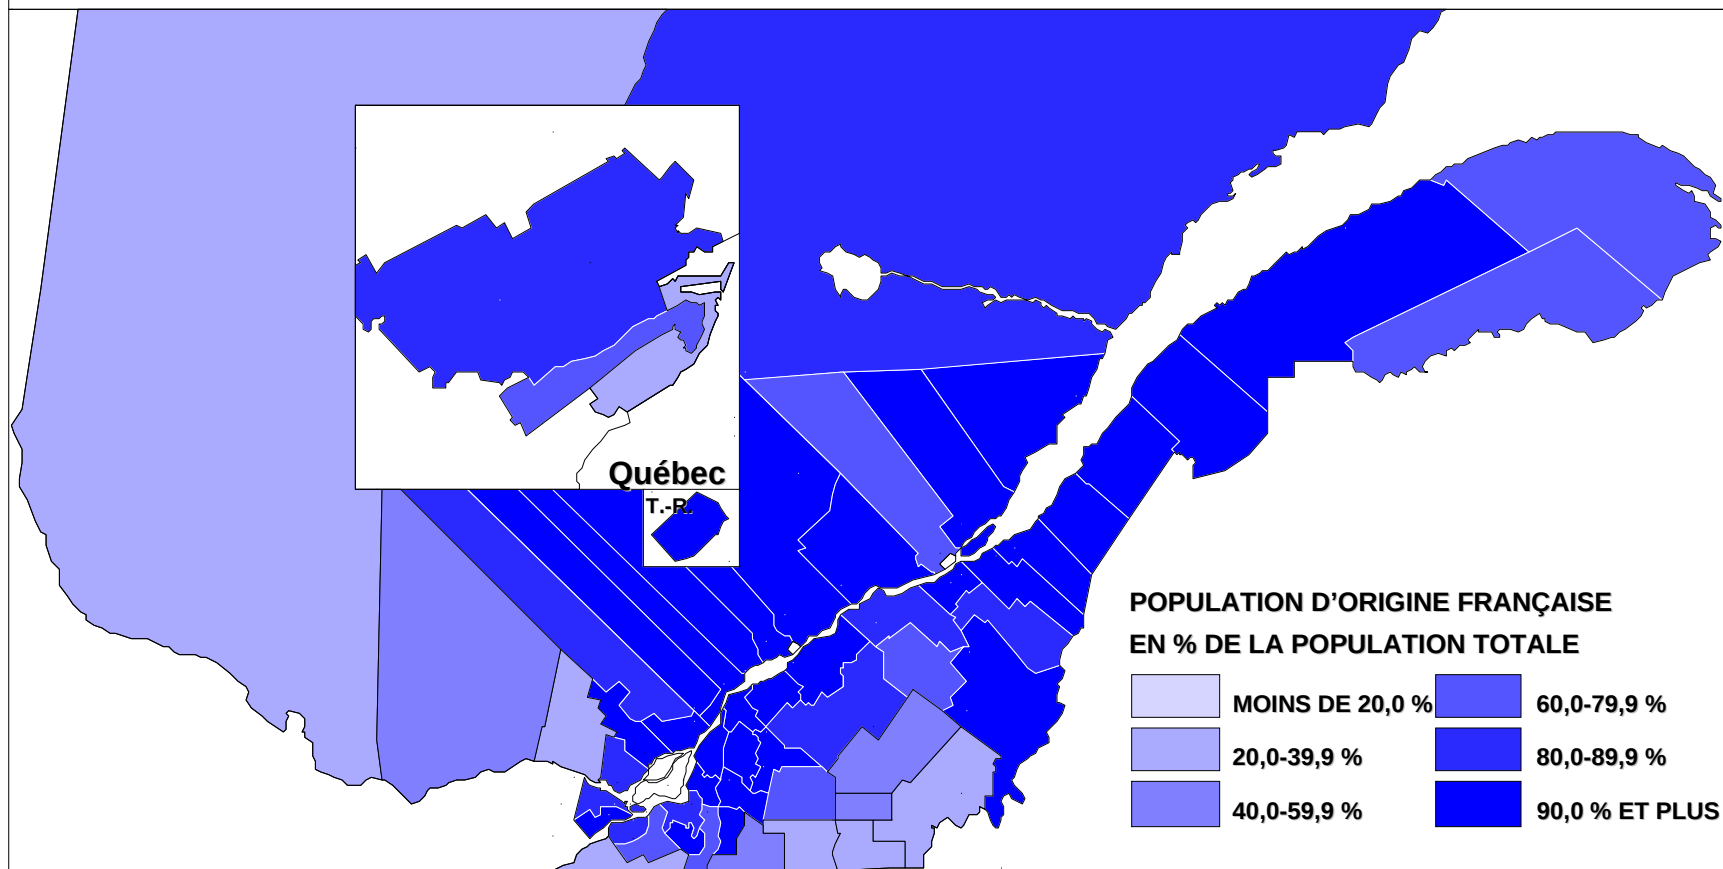 Québec
T.-R.
POPULATION D’ORIGINE FRANÇAISE
EN % DE LA POPULATION TOTALE
MOINS DE 20,0 %
20,0-39,9 %
40,0-59,9 %
60,0-79,9 %
80,0-89,9 %
90,0 % ET PLUS